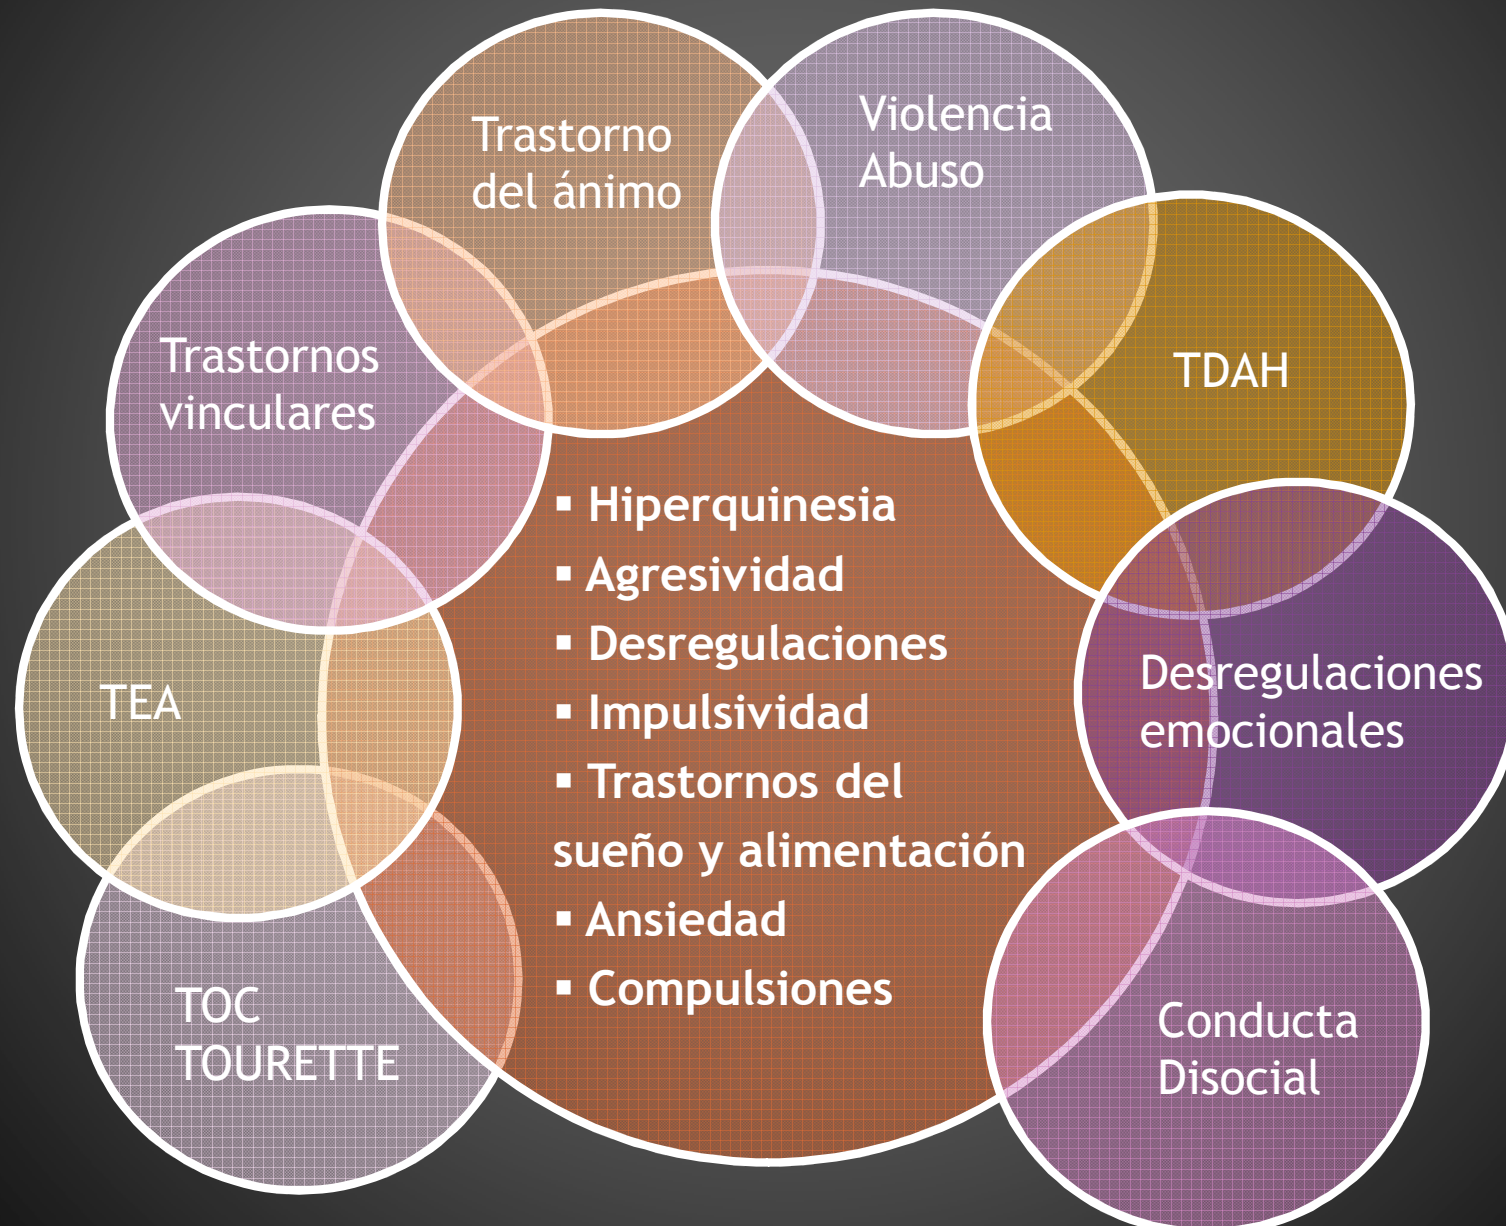 Trastorno
del ánimo
Violencia
Abuso
Trastornos
vinculares
TDAH
TEA
Desregulaciones
emocionales
TOC
TOURETTE
Conducta
Disocial
▪ Hiperquinesia
▪ Agresividad
▪ Desregulaciones
▪ Impulsividad
▪ Trastornos del
sueño y alimentación
▪ Ansiedad
▪ Compulsiones